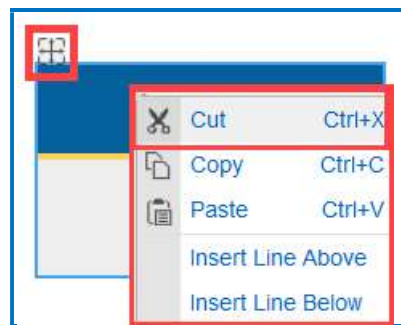 Cut Ctrl+X
Copy Ctrl+C
Paste Ctrl+V
Insert Line Above
Insert Line Below